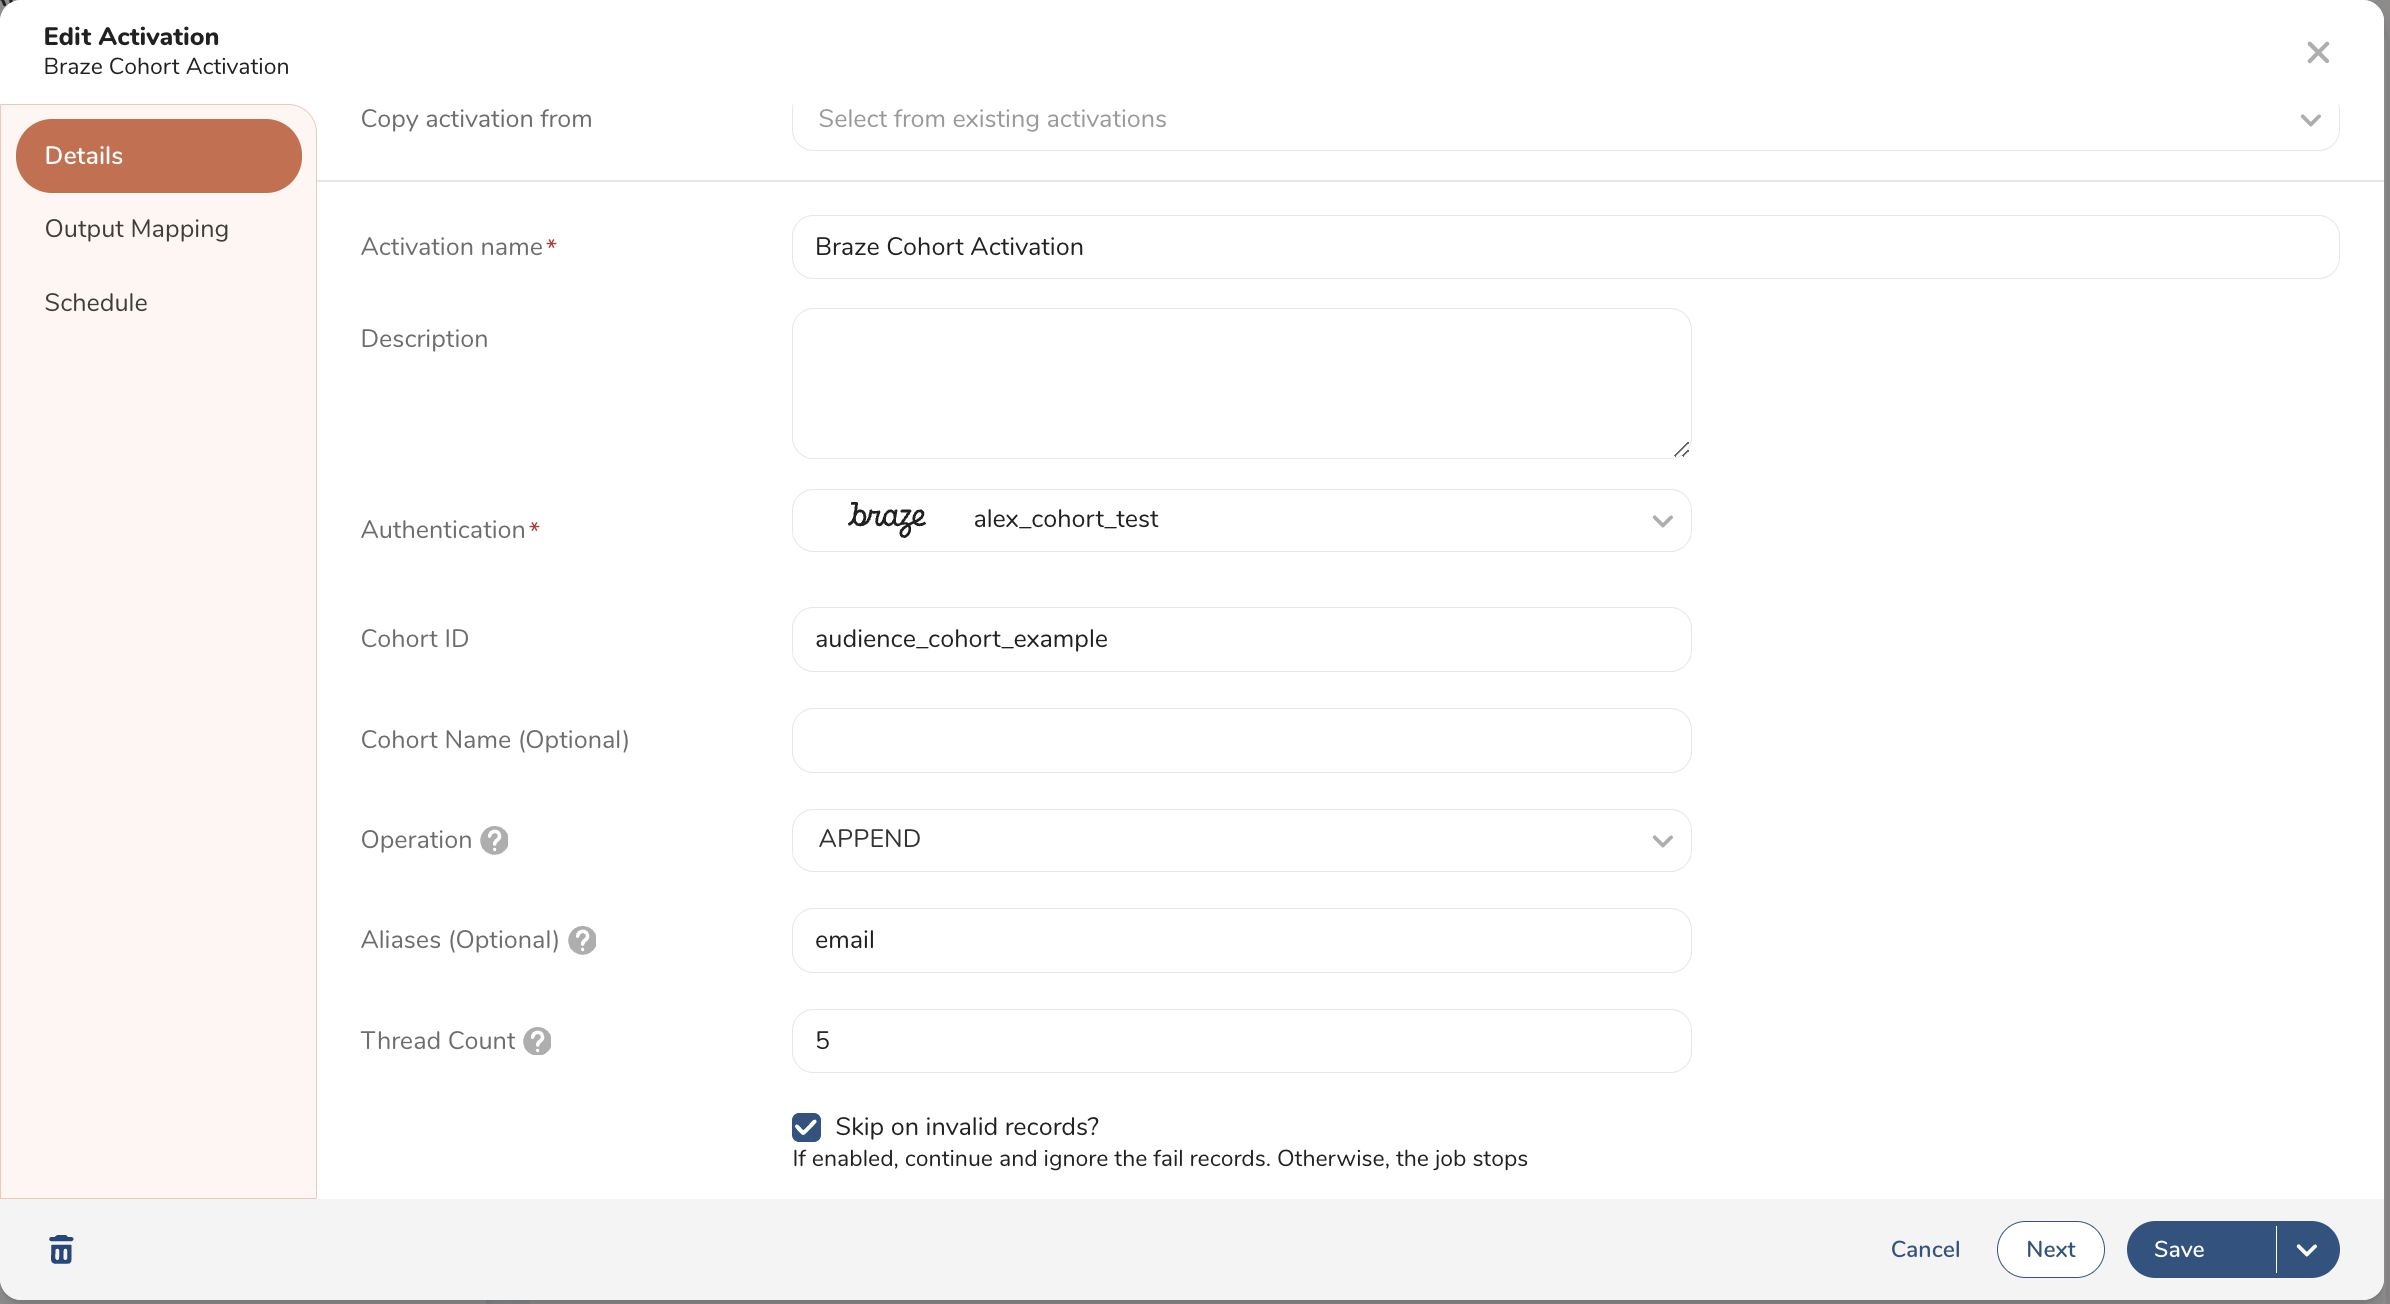 Edit Activation
Braze Cohort Activation
Details
Output Mapping
Schedule
Copy activation from
Select from existing activations
Activation name*
Braze Cohort Activation
Description
Authentication*
braze alex_cohort_test
Cohort ID
audience_cohort_example
Cohort Name (Optional)
Operation ?
APPEND
Aliases (Optional) ?
email
Thread Count ?
5
Skip on invalid records?
If enabled, continue and ignore the fail records. Otherwise, the job stops
Cancel
Next
Save